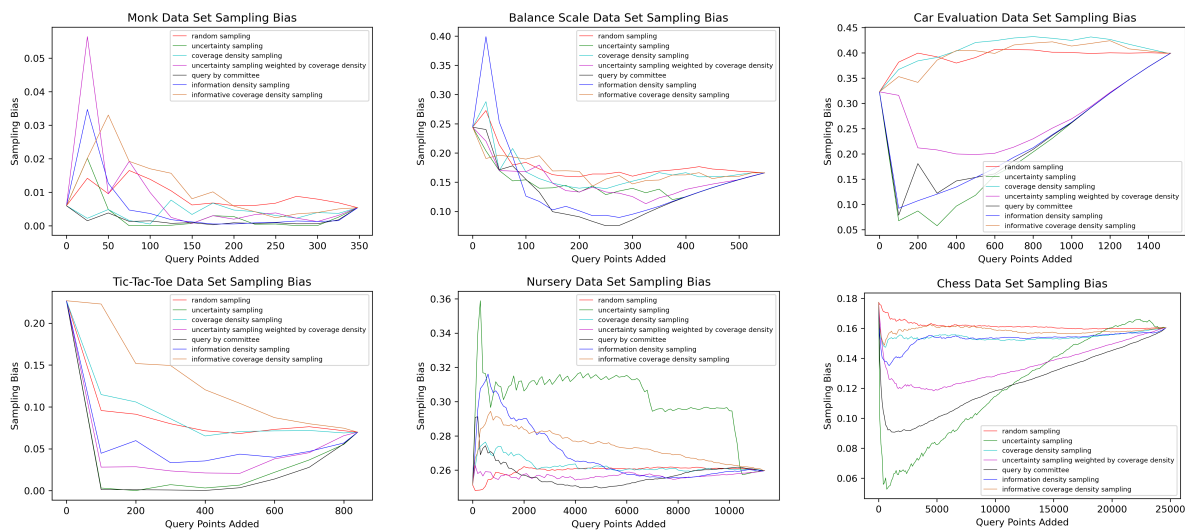 Monk Data Set Sampling Bias
Sampling Bias
0.05
0.04
0.03
0.02
0.01
0.00
random sampling
uncertainty sampling
coverage density sampling
uncertainty sampling weighted by coverage density
query by committee
information density sampling
informative coverage density sampling
0 50 100 150 200 250 300 350
Query Points Added
Balance Scale Data Set Sampling Bias
Sampling Bias
0.40
0.35
0.30
0.25
0.20
0.15
0.10
random sampling
uncertainty sampling
coverage density sampling
uncertainty sampling weighted by coverage density
query by committee
information density sampling
informative coverage density sampling
0 100 200 300 400 500
Query Points Added
Car Evaluation Data Set Sampling Bias
Sampling Bias
0.45
0.40
0.35
0.30
0.25
0.20
0.15
0.10
0.05
random sampling
uncertainty sampling
coverage density sampling
uncertainty sampling weighted by coverage density
query by committee
information density sampling
informative coverage density sampling
0 200 400 600 800 1000 1200 1400
Query Points Added
Tic-Tac-Toe Data Set Sampling Bias
Sampling Bias
0.20
0.15
0.10
0.05
0.00
random sampling
uncertainty sampling
coverage density sampling
uncertainty sampling weighted by coverage density
query by committee
information density sampling
informative coverage density sampling
0 200 400 600 800
Query Points Added
Nursery Data Set Sampling Bias
Sampling Bias
0.36
0.34
0.32
0.30
0.28
0.26
random sampling
uncertainty sampling
coverage density sampling
uncertainty sampling weighted by coverage density
query by committee
information density sampling
informative coverage density sampling
0 2000 4000 6000 8000 10000
Query Points Added
Chess Data Set Sampling Bias
Sampling Bias
0.18
0.16
0.14
0.12
0.10
0.08
0.06
random sampling
uncertainty sampling
coverage density sampling
uncertainty sampling weighted by coverage density
query by committee
information density sampling
informative coverage density sampling
0 5000 10000 15000 20000 25000
Query Points Added